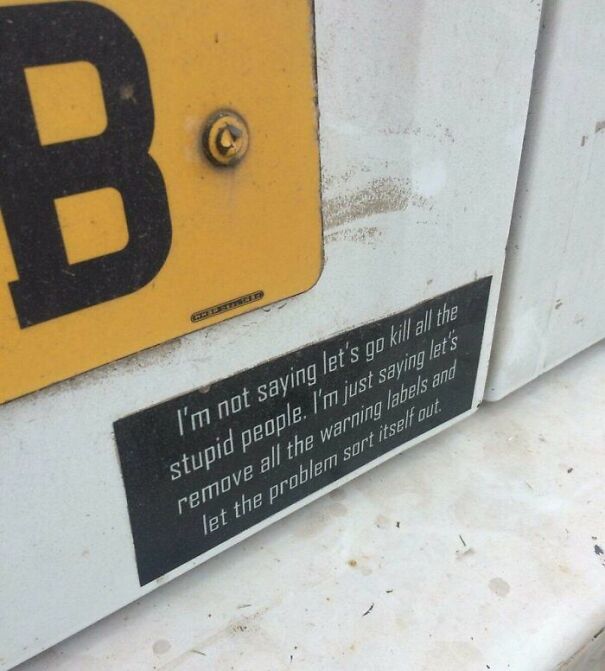 B
I'm not saying let's go kill all the
stupid people. I'm just saying let's
remove all the warning labels and
let the problem sort itself out.